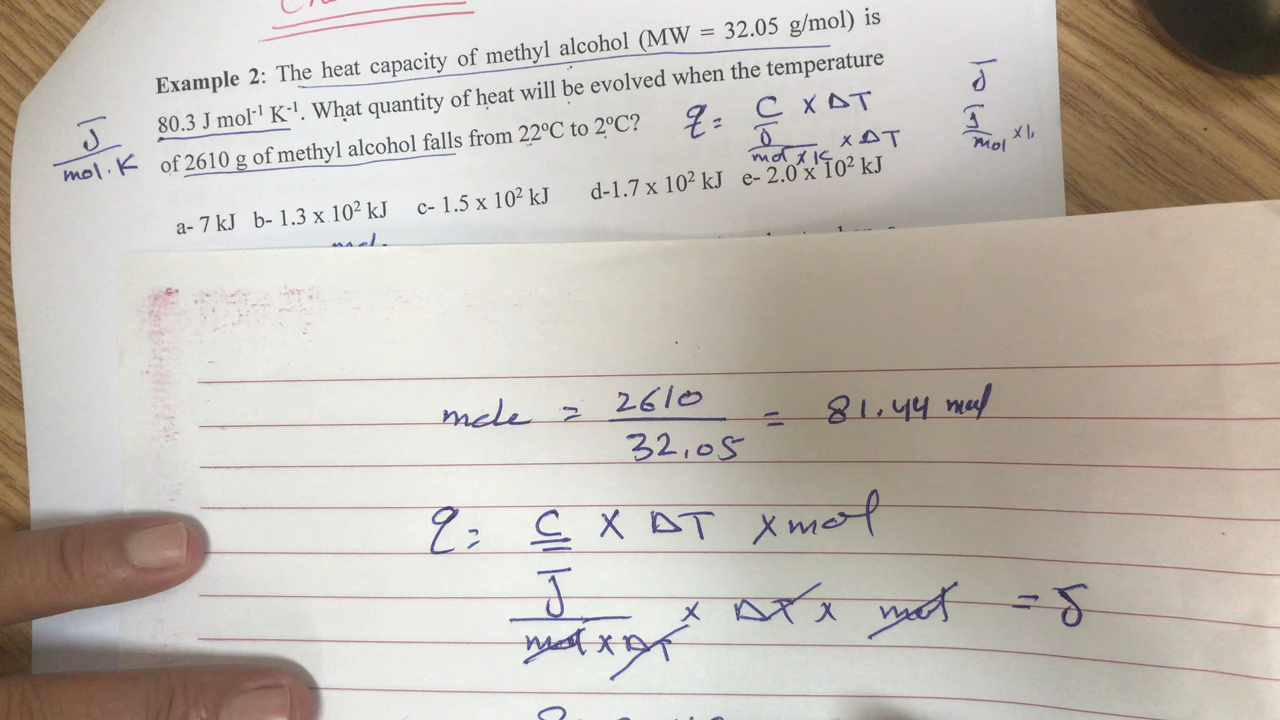 Example 2: The heat capacity of methyl alcohol (MW = 32.05 g/mol) is
80.3 J mol⁻¹ K⁻¹. What quantity of heat will be evolved when the temperature
of 2610 g of methyl alcohol falls from 22°C to 2°C?
J
mol.K
q = C x ΔT
J
mol x K x ΔT
J
J
mol x
a- 7 kJ b- 1.3 x 10² kJ c- 1.5 x 10² kJ d-1.7 x 10² kJ e- 2.0 x 10² kJ
mole = 2610
32.05
= 81.44 mol
q = C x ΔT x mol
J
mol x ΔT
x ΔT x mol = J